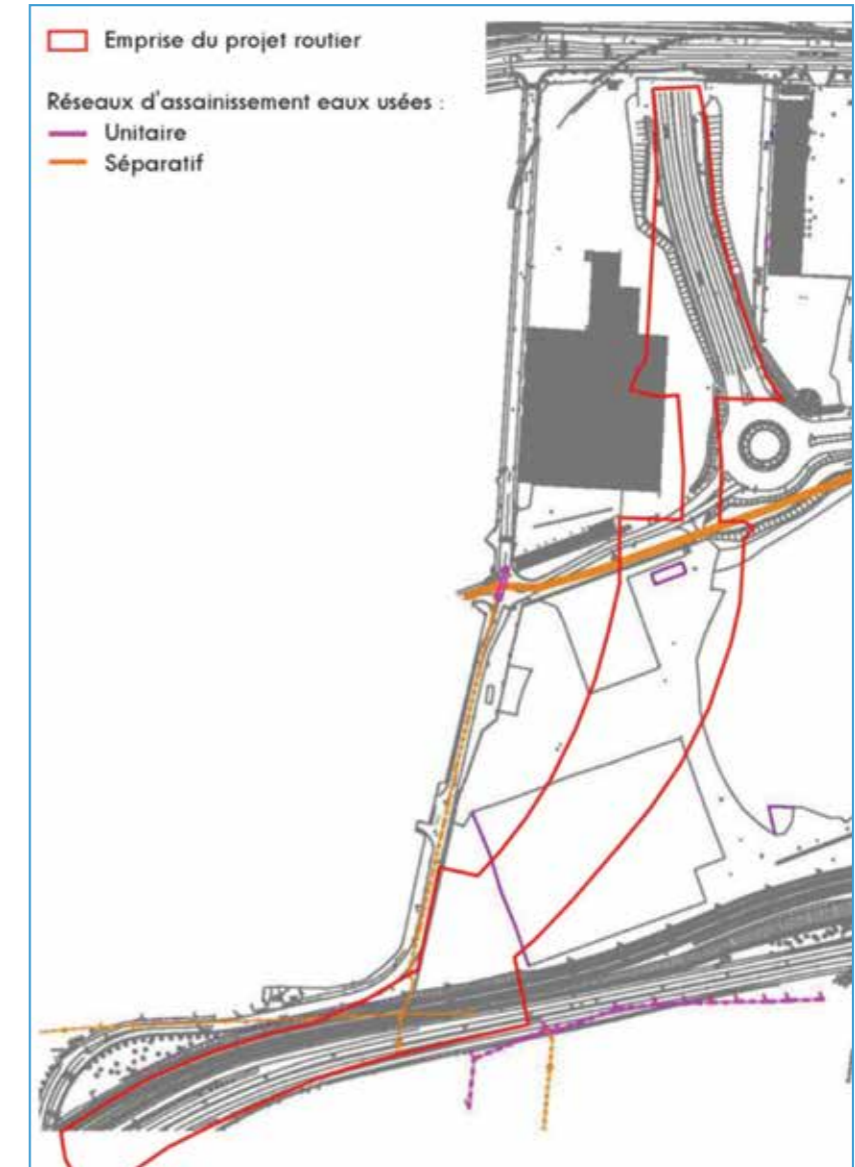 Emprise du projet routier
Réseaux d'assainissement eaux usées :
Unitaire
Séparatif